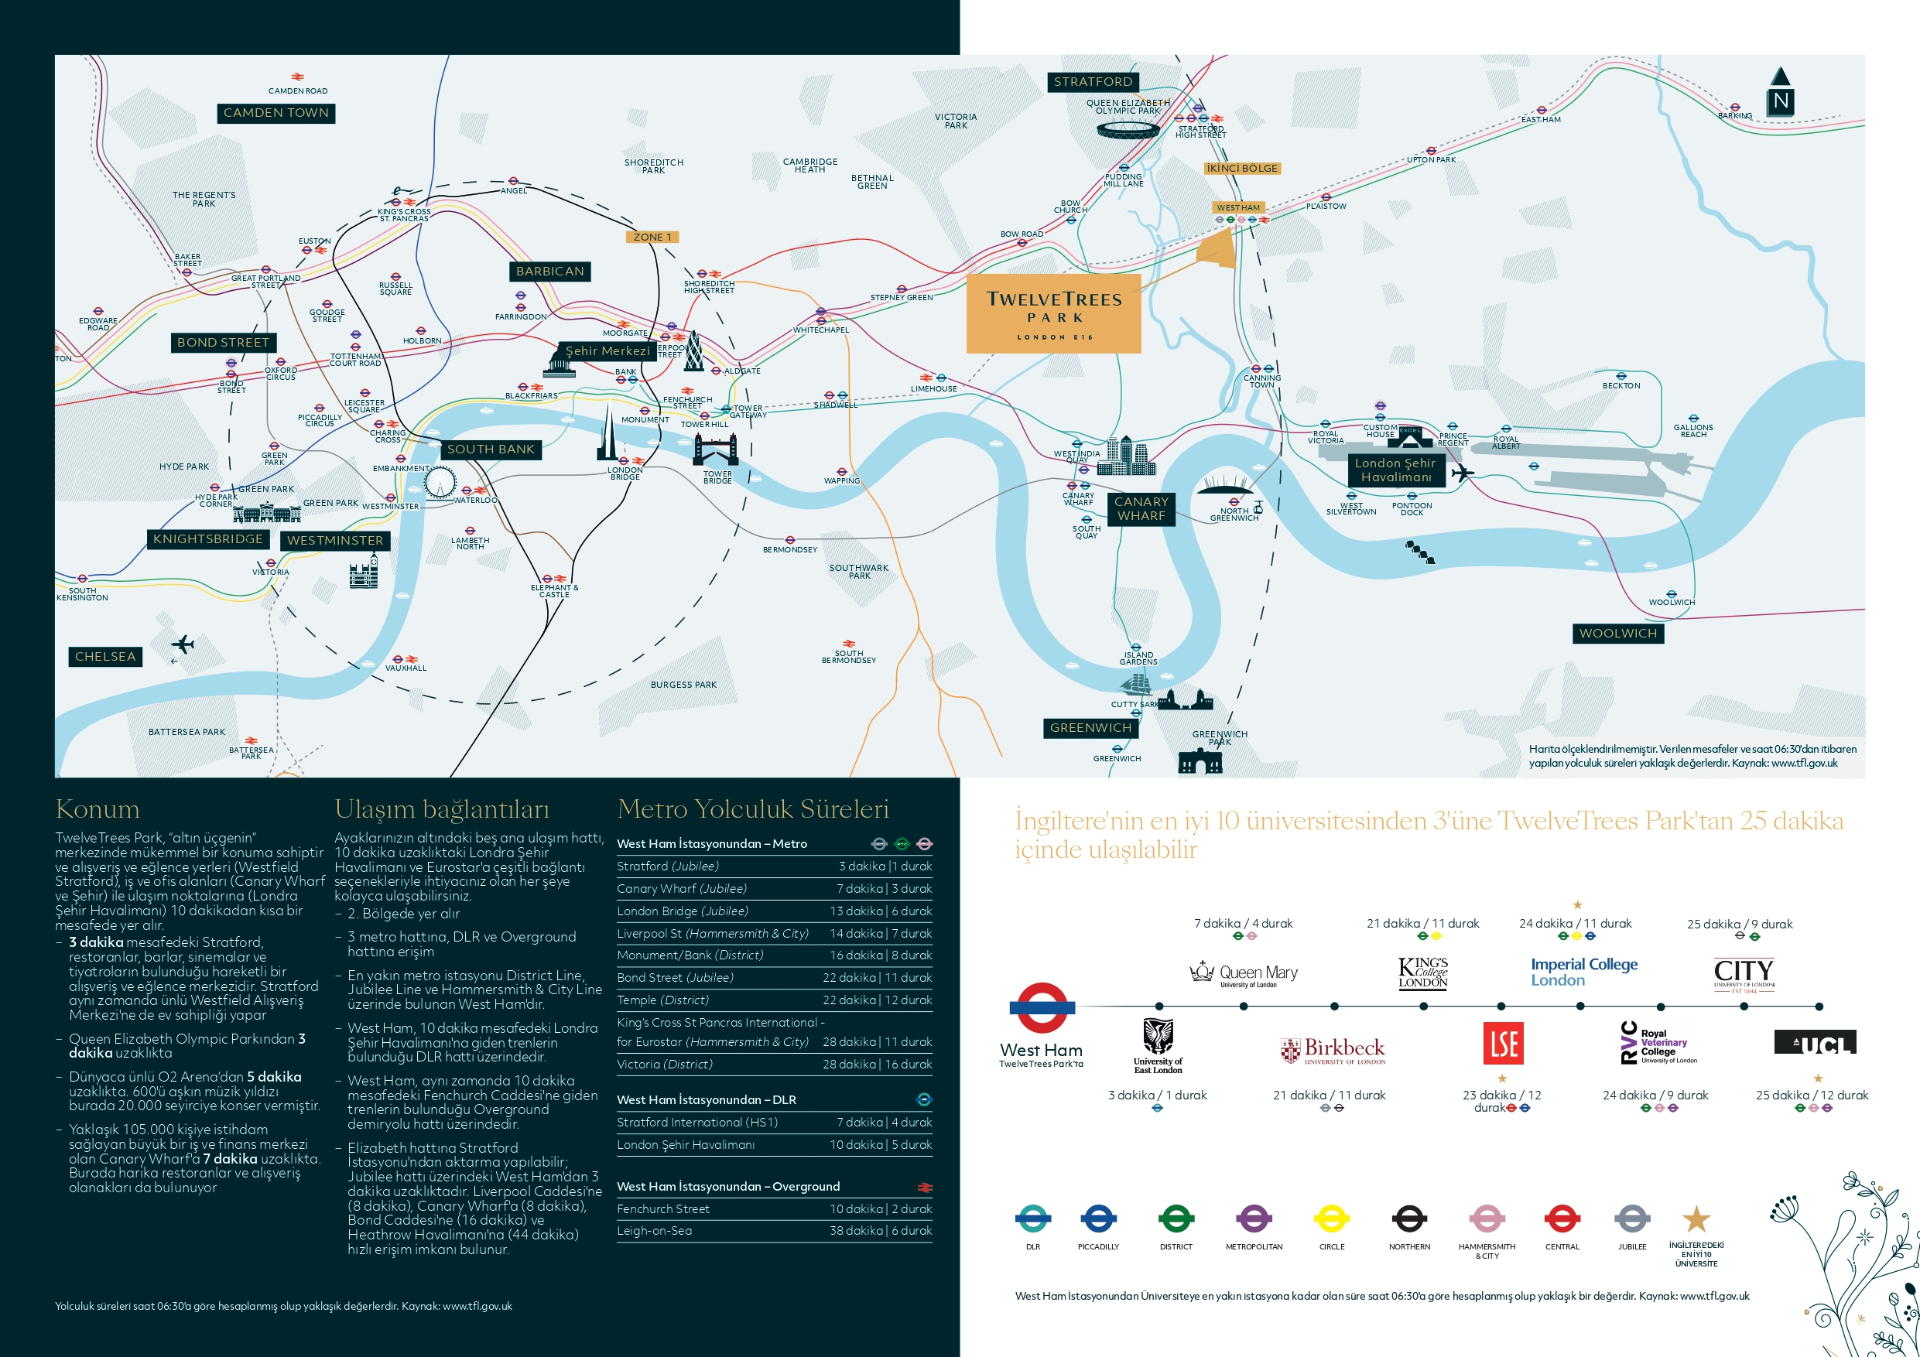 CAMDEN ROAD
CAMDEN TOWN
THE REGENT'S
PARK
KING'S CROSS
ST. PANCRAS
ANGEL
EUSTON
BAKER
STREET
GREAT PORTLAND
STREET
ZONE 1
BARBICAN
RUSSELL
SQUARE
GOODGE
STREET
FARRINGDON
EDGWARE
ROAD
TON
BOND STREET
TOTTENHAM
COURT ROAD
HOLBORN
MOORGATE
Şehir Merkezi
ERPOOL
TREET
BOND
STREET
OXFORD
CIRCUS
BANK
ALDGATE
BLACKFRIARS
LEICESTER
SQUARE
PICCADILLY
CIRCUS
CHARING
CROSS
FENCHURCH
STREET
MONUMENT
TOWER HILL
TOWER
GATEWAY
SOUTH BANK
GREEN
PARK
HYDE PARK
EMBANKMENT
HYDE PARK
CORNER
GREEN PARK
GREEN PARK
WESTMINSTER
WATERLOO
LONDON
BRIDGE
TOWER
BRIDGE
KNIGHTSBRIDGE
WESTMINSTER
LAMBETH
NORTH
VICTORIA
SOUTH
KENSINGTON
ELEPHANT &
CASTLE
CHELSEA
VAUXHALL
BATTERSEA PARK
BATTERSEA
PARK
SHOREDITCH
PARK
CAMBRIDGE
HEATH
BETHNAL
GREEN
VICTORIA
PARK
SHOREDITCH
HIGH STREET
STEPNEY GREEN
WHITECHAPEL
SHADWELL
LIMEHOUSE
WAPPING
BERMONDSEY
SOUTHWARK
PARK
SOUTH
BERMONDSEY
BURGESS PARK
STRATFORD
QUEEN ELIZABETH
OLYMPIC PARK
STRATFORD
HIGH STREET
PUDDING
MILL LANE
BOW
CHURCH
BOW ROAD
İKİNCİ BÖLGE
WEST HAM
PLAISTOW
UPTON PARK
EAST HAM
BARKING
N
TWELVETREES
PARK
LONDON E16
CANNING
TOWN
BECKTON
ROYAL
VICTORIA
CUSTOM
HOUSE
EXCEL
PRINCE
REGENT
ROYAL
ALBERT
GALLIONS
REACH
London Şehir
Havalimanı
WEST
SILVERTOWN
PONTOON
DOCK
WEST INDIA
QUAY
CANARY
WHARF
CANARY
WHARF
SOUTH
QUAY
NORTH
GREENWICH
WOOLWICH
WOOLWICH
ISLAND
GARDENS
CUTTY SARK
GREENWICH
GREENWICH
GREENWICH
PARK
Harita ölçeklendirilmemiştir. Verilen mesafeler ve saat 06:30'dan itibaren
yapılan yolculuk süreleri yaklaşık değerlerdir. Kaynak: www.tfl.gov.uk
Konum
TwelveTrees Park, “altın üçgenin”
merkezinde mükemmel bir konuma sahiptir
ve alışveriş ve eğlence yerleri (Westfield
Stratford), iş ve ofis alanları (Canary Wharf
ve Şehir) ile ulaşım noktalarına (Londra
Şehir Havalimanı) 10 dakikadan kısa bir
mesafede yer alır.
– 3 dakika mesafedeki Stratford,
restoranlar, barlar, sinemalar ve
tiyatroların bulunduğu hareketli bir
alışveriş ve eğlence merkezidir. Stratford
aynı zamanda ünlü Westfield Alışveriş
Merkezi'ne de ev sahipliği yapar
– Queen Elizabeth Olympic Parkından 3
dakika uzaklıkta
– Dünyaca ünlü O2 Arena'dan 5 dakika
uzaklıkta. 600'ü aşkın müzik yıldızı
burada 20.000 seyirciye konser vermiştir.
– Yaklaşık 105.000 kişiye istihdam
sağlayan büyük bir iş ve finans merkezi
olan Canary Wharf'a 7 dakika uzaklıkta.
Burada harika restoranlar ve alışveriş
olanakları da bulunuyor
Ulaşım bağlantıları
Ayaklarınızın altındaki beş ana ulaşım hattı,
10 dakika uzaklıktaki Londra Şehir
Havalimanı ve Eurostar'a çeşitli bağlantı
seçenekleriyle ihtiyacınız olan her şeye
kolayca ulaşabilirsiniz.
– 2. Bölgede yer alır
– 3 metro hattına, DLR ve Overground
hattına erişim
– En yakın metro istasyonu District Line,
Jubilee Line ve Hammersmith & City Line
üzerinde bulunan West Ham'dır.
– West Ham, 10 dakika mesafedeki Londra
Şehir Havalimanı'na giden trenlerin
bulunduğu DLR hattı üzerindedir.
– West Ham, aynı zamanda 10 dakika
mesafedeki Fenchurch Caddesi'ne giden
trenlerin bulunduğu Overground
demiryolu hattı üzerindedir.
– Elizabeth hattına Stratford
İstasyonu'ndan aktarma yapılabilir;
Jubilee hattı üzerindeki West Ham'dan 3
dakika uzaklıktadır. Liverpool Caddesi'ne
(8 dakika), Canary Wharf'a (8 dakika),
Bond Caddesi'ne (16 dakika) ve
Heathrow Havalimanı'na (44 dakika)
hızlı erişim imkanı bulunur.
Metro Yolculuk Süreleri
West Ham İstasyonundan – Metro
Stratford (Jubilee) 3 dakika |1 durak
Canary Wharf (Jubilee) 7 dakika | 3 durak
London Bridge (Jubilee) 13 dakika | 6 durak
Liverpool St (Hammersmith & City) 14 dakika | 7 durak
Monument/Bank (District) 16 dakika | 8 durak
Bond Street (Jubilee) 22 dakika | 11 durak
Temple (District) 22 dakika | 12 durak
King's Cross St Pancras International -
for Eurostar (Hammersmith & City) 28 dakika | 11 durak
Victoria (District) 28 dakika | 16 durak
West Ham İstasyonundan – DLR
Stratford International (HS1) 7 dakika | 4 durak
London Şehir Havalimanı 10 dakika | 5 durak
West Ham İstasyonundan – Overground
Fenchurch Street 10 dakika | 2 durak
Leigh-on-Sea 38 dakika | 6 durak
Yolculuk süreleri saat 06:30'a göre hesaplanmış olup yaklaşık değerlerdir. Kaynak: www.tfl.gov.uk
İngiltere'nin en iyi 10 üniversitesinden 3'üne TwelveTrees Park'tan 25 dakika
içinde ulaşılabilir
7 dakika / 4 durak
21 dakika / 11 durak
24 dakika / 11 durak
25 dakika / 9 durak
Queen Mary
University of London
KING'S
College
LONDON
Imperial College
London
CITY
UNIVERSITY OF LONDON
EST 1894
West Ham
TwelveTrees Park'ta
University of
East London
Birkbeck
UNIVERSITY OF LONDON
LSE
RVC
Royal
Veterinary
College
University of London
UCL
3 dakika / 1 durak
21 dakika / 11 durak
23 dakika / 12
durak
24 dakika / 9 durak
25 dakika / 12 durak
DLR
PICCADILLY
DISTRICT
METROPOLITAN
CIRCLE
NORTHERN
HAMMERSMITH
& CITY
CENTRAL
JUBILEE
İNGİLTERE'DEKİ
EN İYİ 10
ÜNİVERSİTE
West Ham İstasyonundan Üniversiteye en yakın istasyona kadar olan süre saat 06:30'a göre hesaplanmış olup yaklaşık bir değerdir. Kaynak: www.tfl.gov.uk